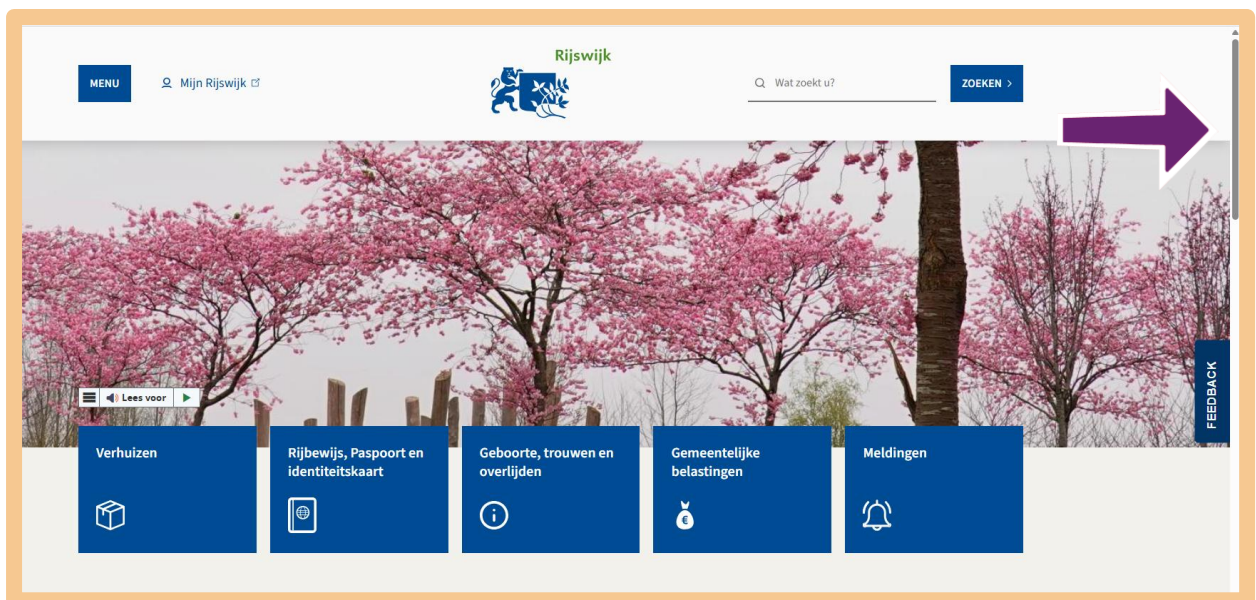 Rijswijk
MENU
Mijn Rijswijk
Wat zoekt u?
ZOEKEN >
Lees voor
FEEDBACK
Verhuizen
Rijbewijs, Paspoort en
identiteitskaart
Geboorte, trouwen en
overlijden
Gemeentelijke
belastingen
Meldingen